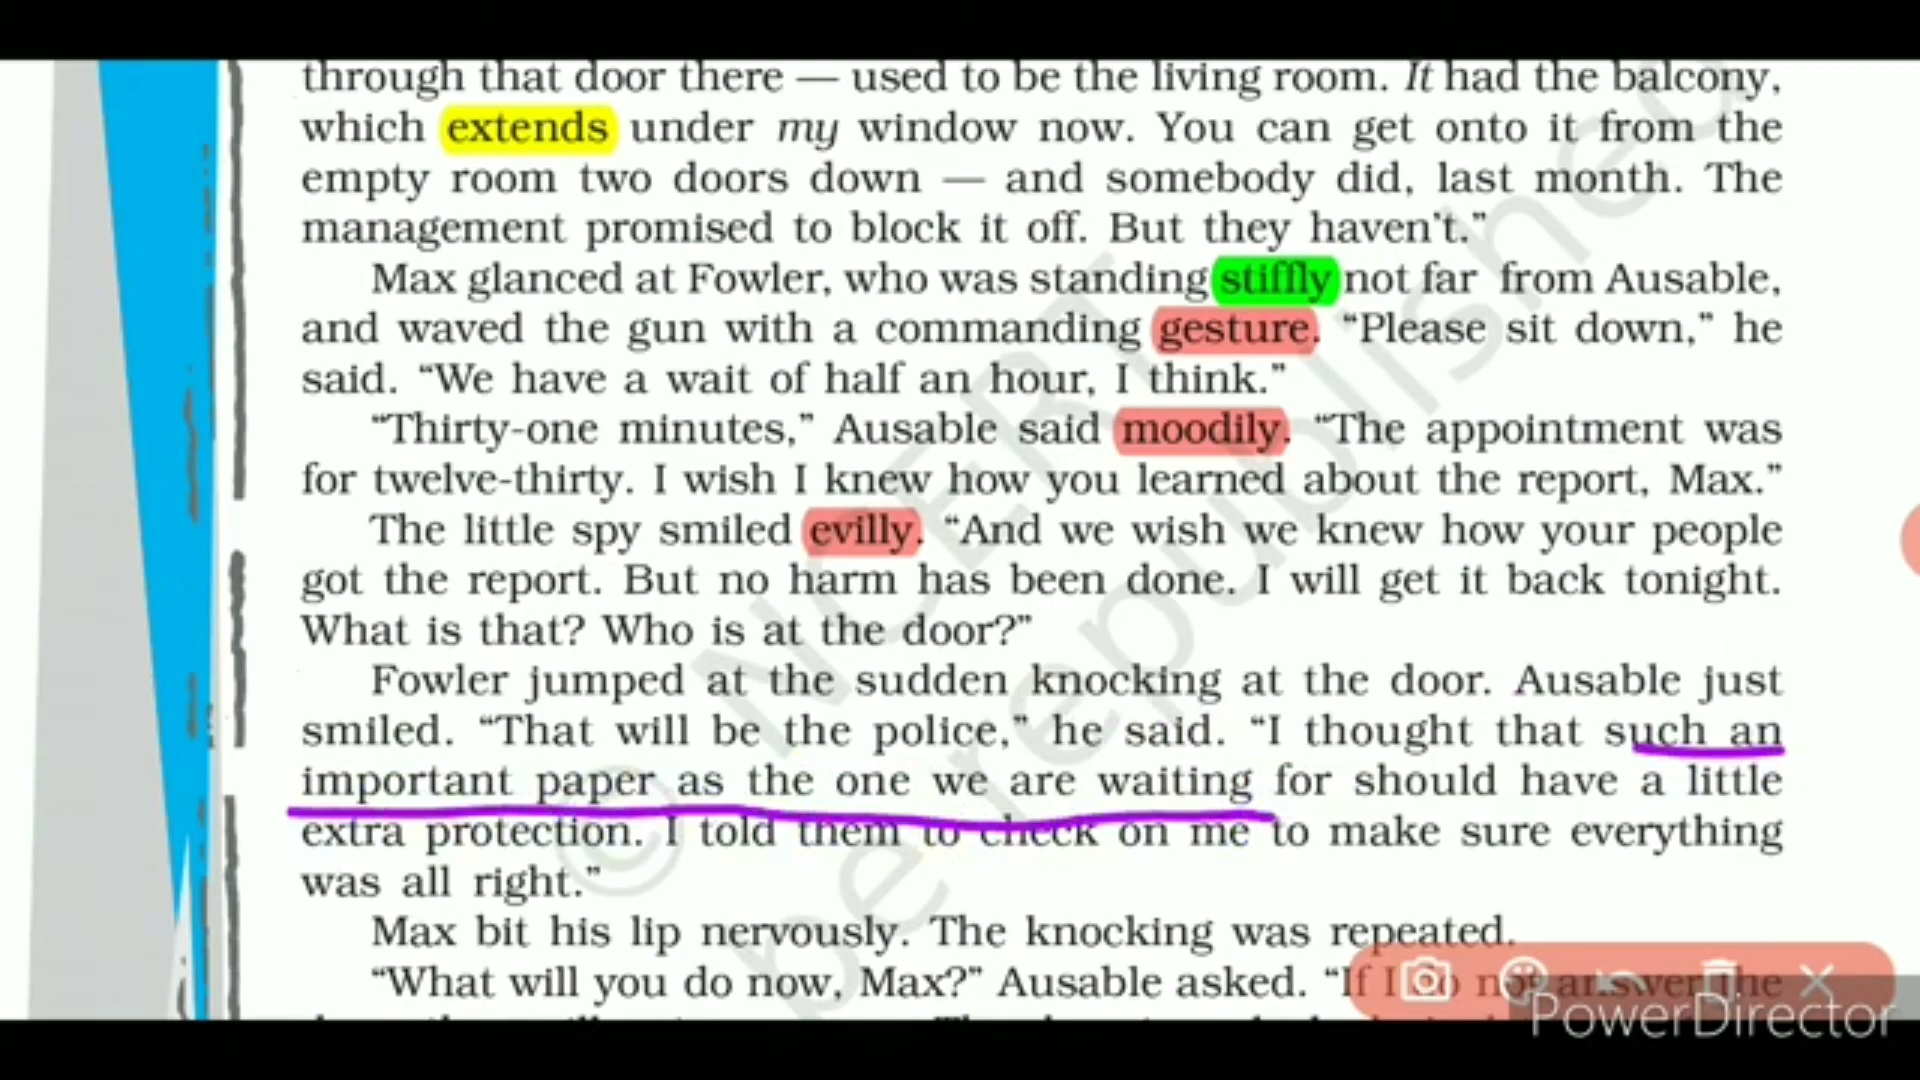 through that door there — used to be the living room. It had the balcony,
which extends under my window now. You can get onto it from the
empty room two doors down — and somebody did, last month. The
management promised to block it off. But they haven't.”
Max glanced at Fowler, who was standing stiffly not far from Ausable,
and waved the gun with a commanding gesture. “Please sit down,” he
said. “We have a wait of half an hour, I think.”
“Thirty-one minutes,” Ausable said moodily. “The appointment was
for twelve-thirty. I wish I knew how you learned about the report, Max.”
The little spy smiled evilly. “And we wish we knew how your people
got the report. But no harm has been done. I will get it back tonight.
What is that? Who is at the door?”
Fowler jumped at the sudden knocking at the door. Ausable just
smiled. “That will be the police,” he said. “I thought that such an
important paper as the one we are waiting for should have a little
extra protection. I told them to check on me to make sure everything
was all right.”
Max bit his lip nervously. The knocking was repeated.
“What will you do now, Max?” Ausable asked. “If I do not answer the
PowerDirector
© NCERT
be republished